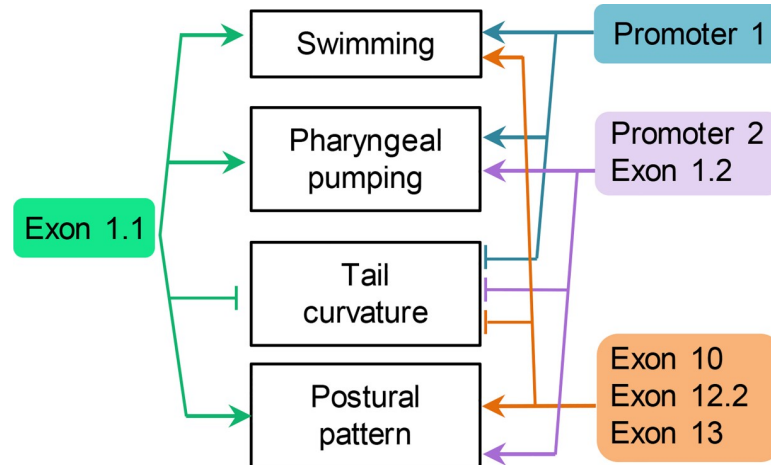 Swimming
Promoter 1
Pharyngeal
pumping
Promoter 2
Exon 1.2
Exon 1.1
Tail
curvature
Postural
pattern
Exon 10
Exon 12.2
Exon 13